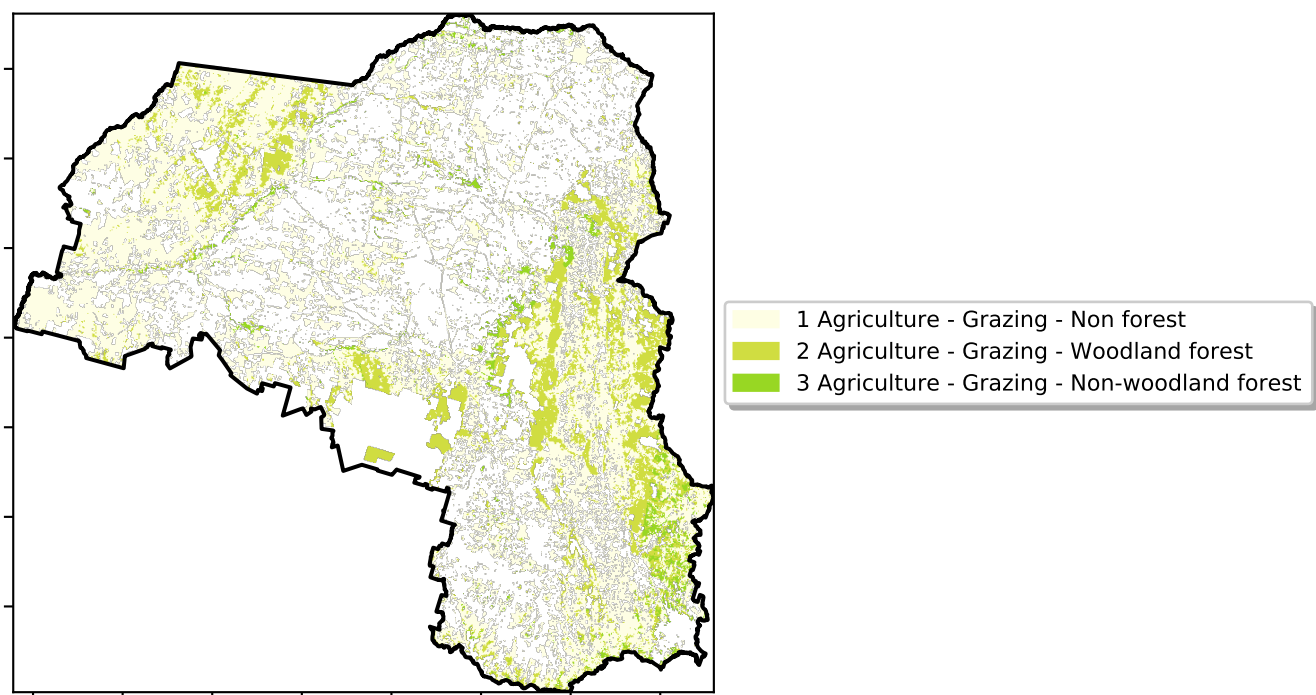 1 Agriculture - Grazing - Non forest
2 Agriculture - Grazing - Woodland forest
3 Agriculture - Grazing - Non-woodland forest